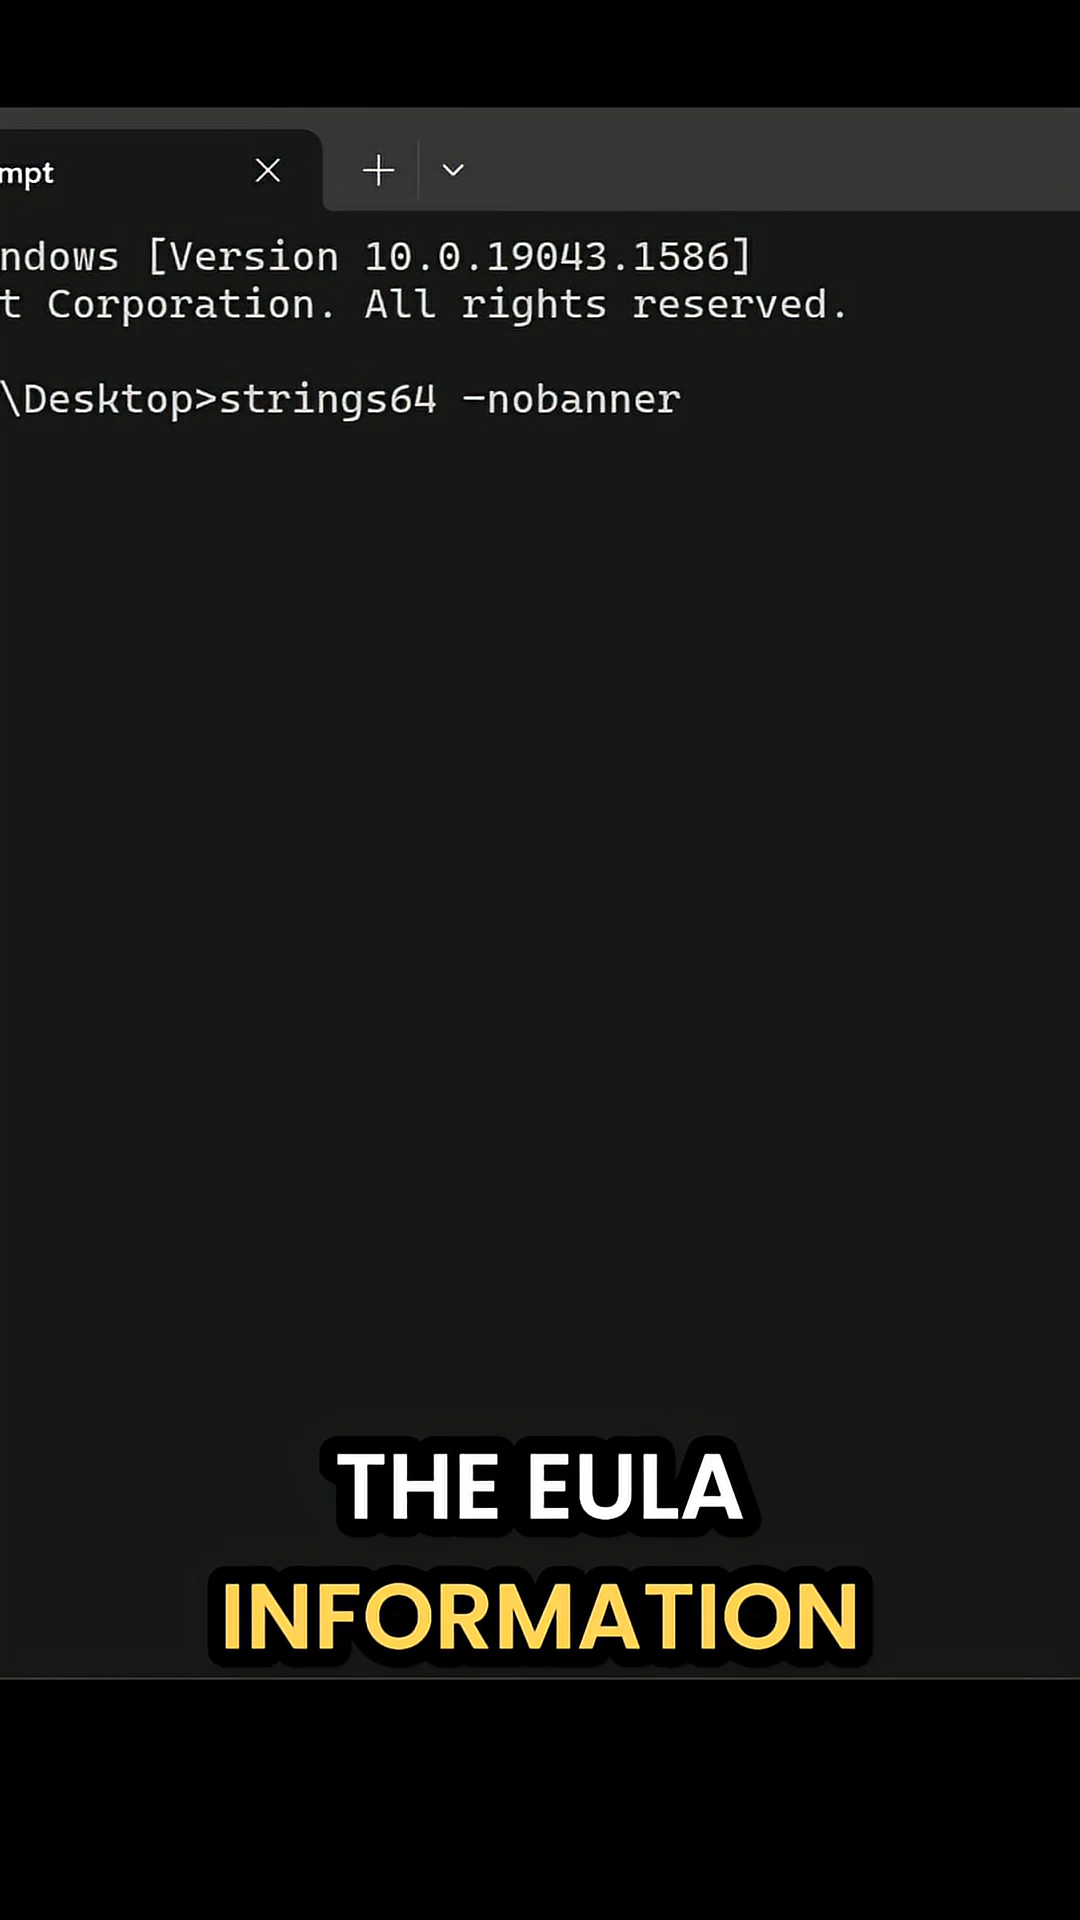 mpt
ndows [Version 10.0.19043.1586]
t Corporation. All rights reserved.
\Desktop>strings64 -nobanner
THE EULA
INFORMATION